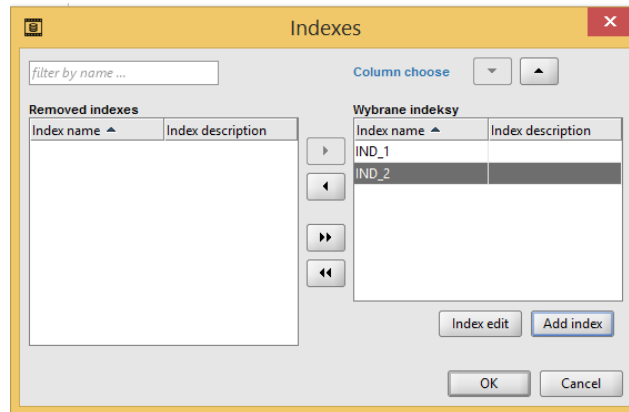 Indexes
filter by name ...
Column choose
Removed indexes
Index name Index description
Wybrane indeksy
Index name Index description
IND_1
IND_2
Index edit Add index
OK Cancel